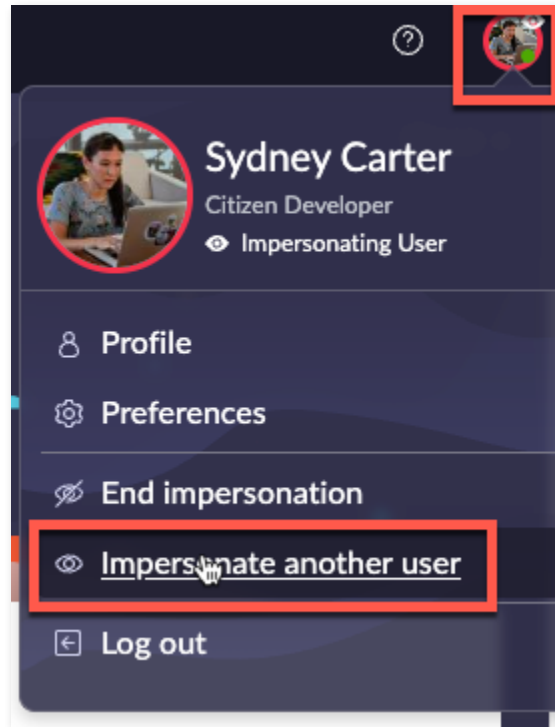 Sydney Carter
Citizen Developer
Impersonating User
Profile
Preferences
End impersonation
Impersonate another user
Log out